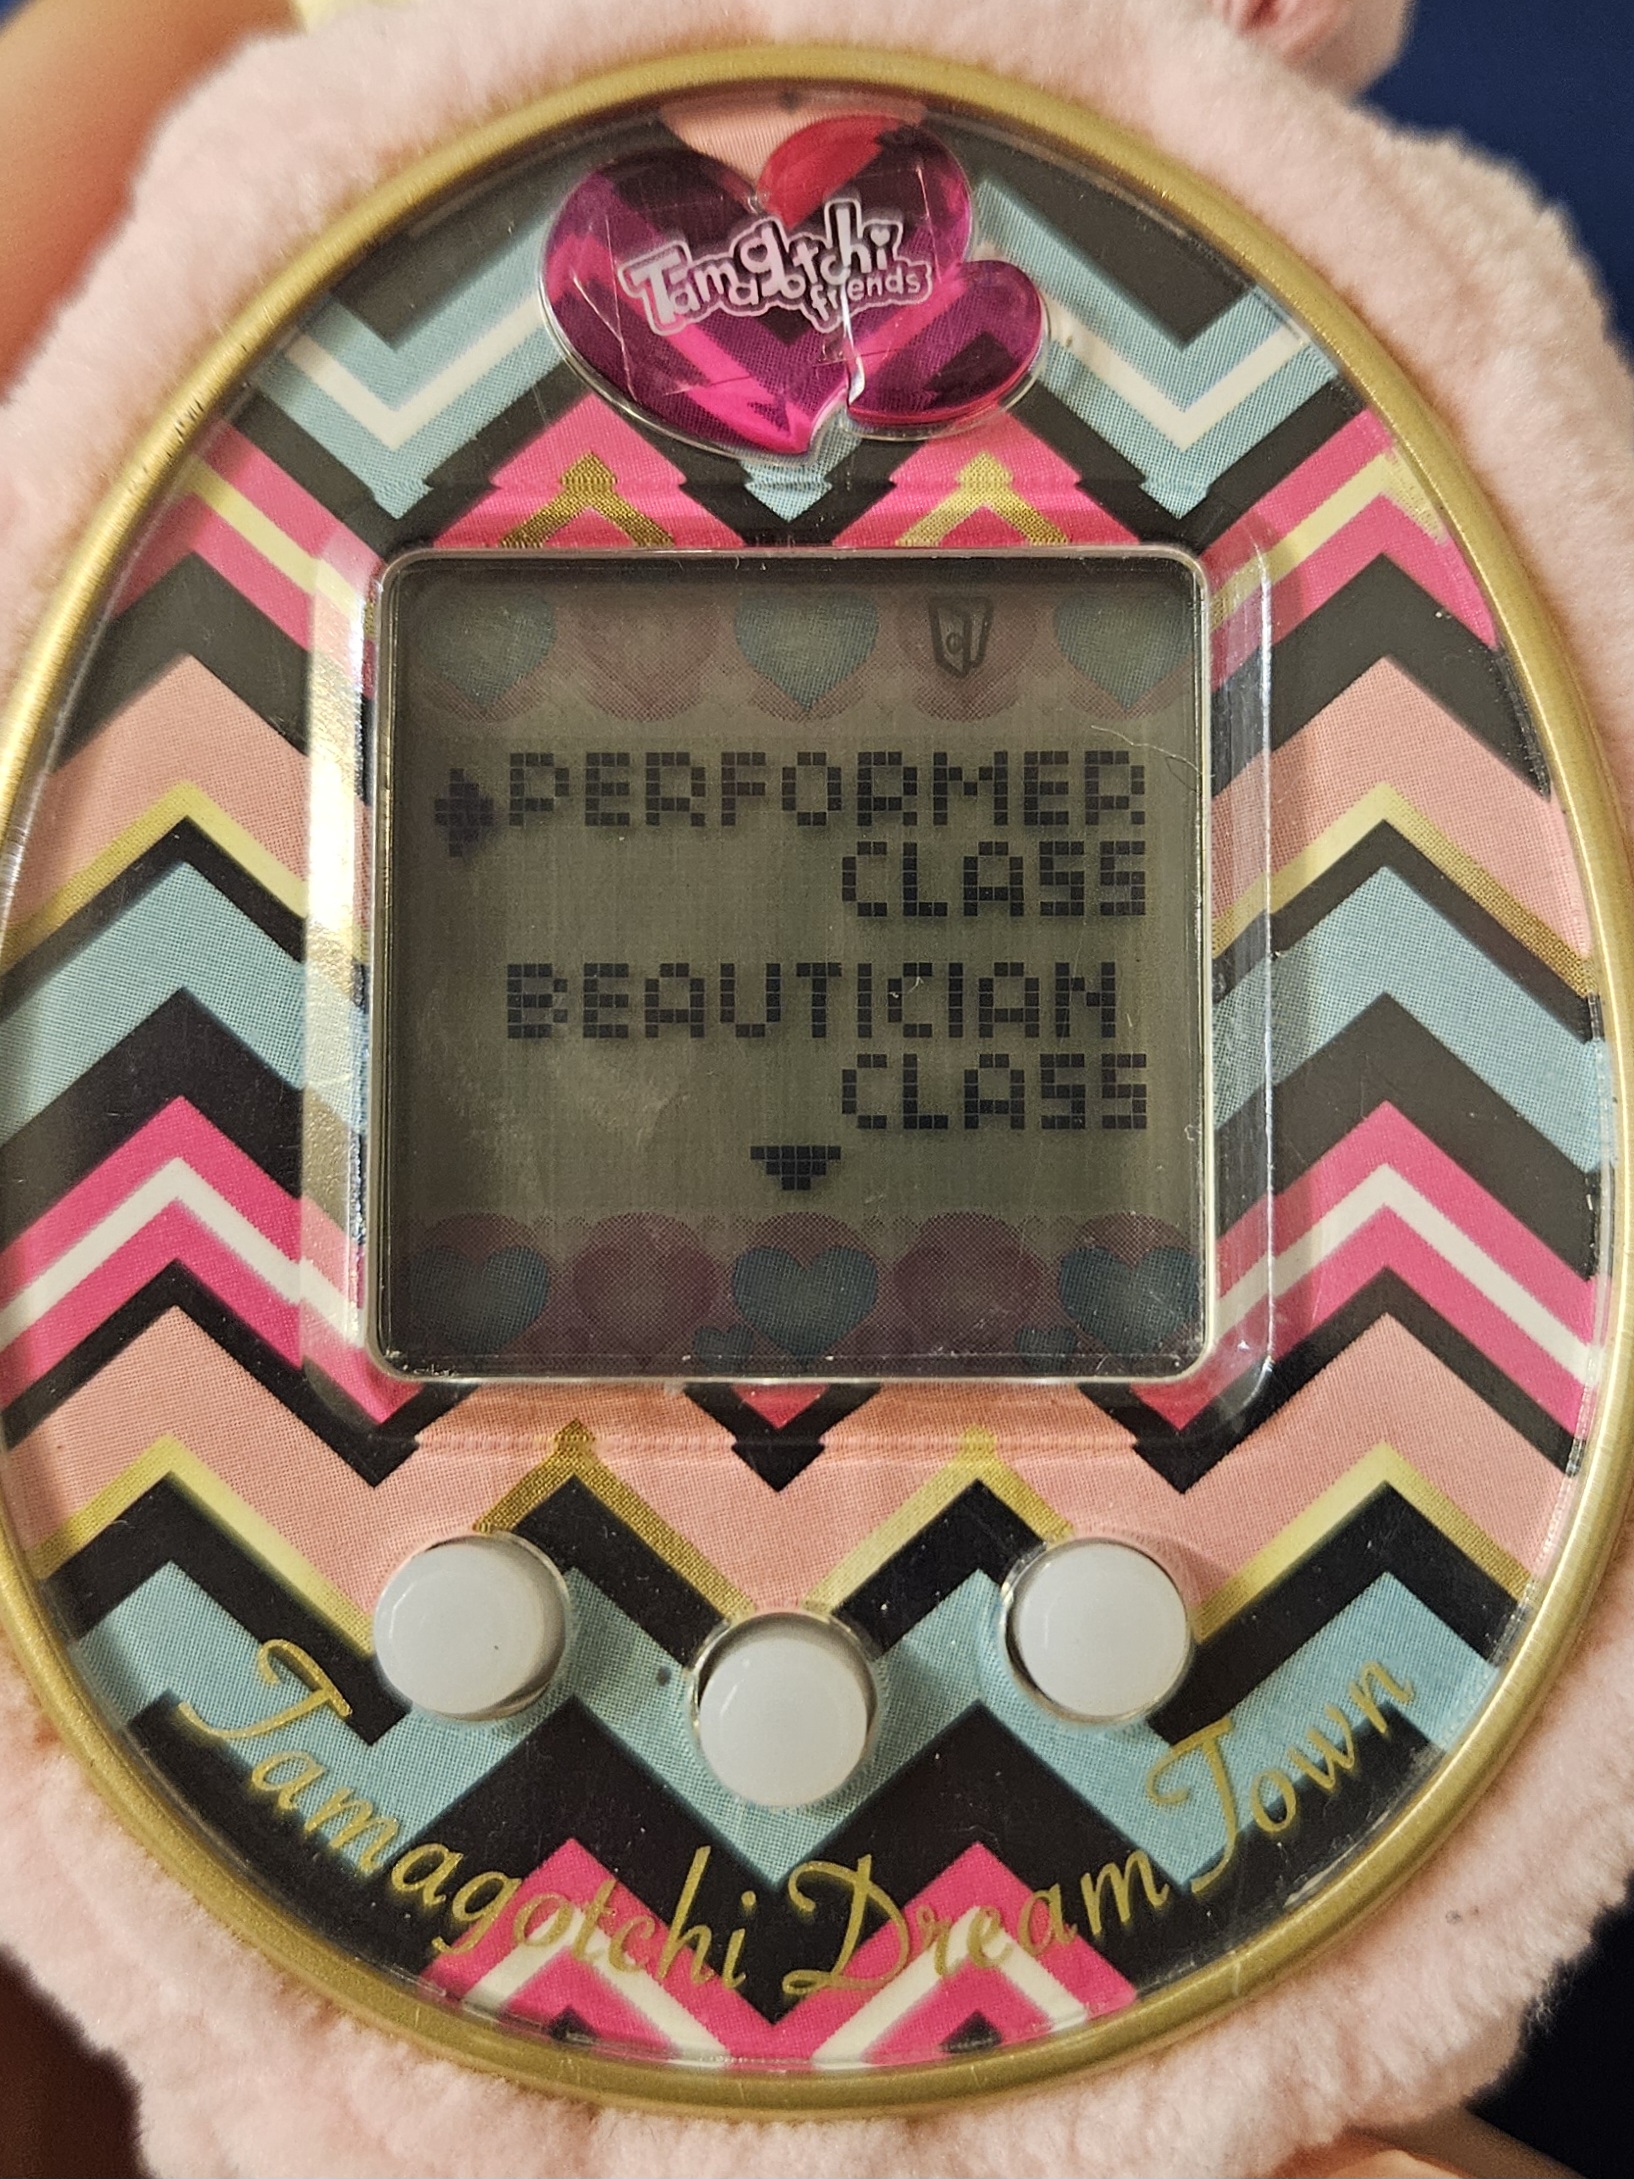 Tamagotchi
friends
PERFORMER
CLASS
BEAUTICIAN
CLASS
Tamagotchi Dream Town